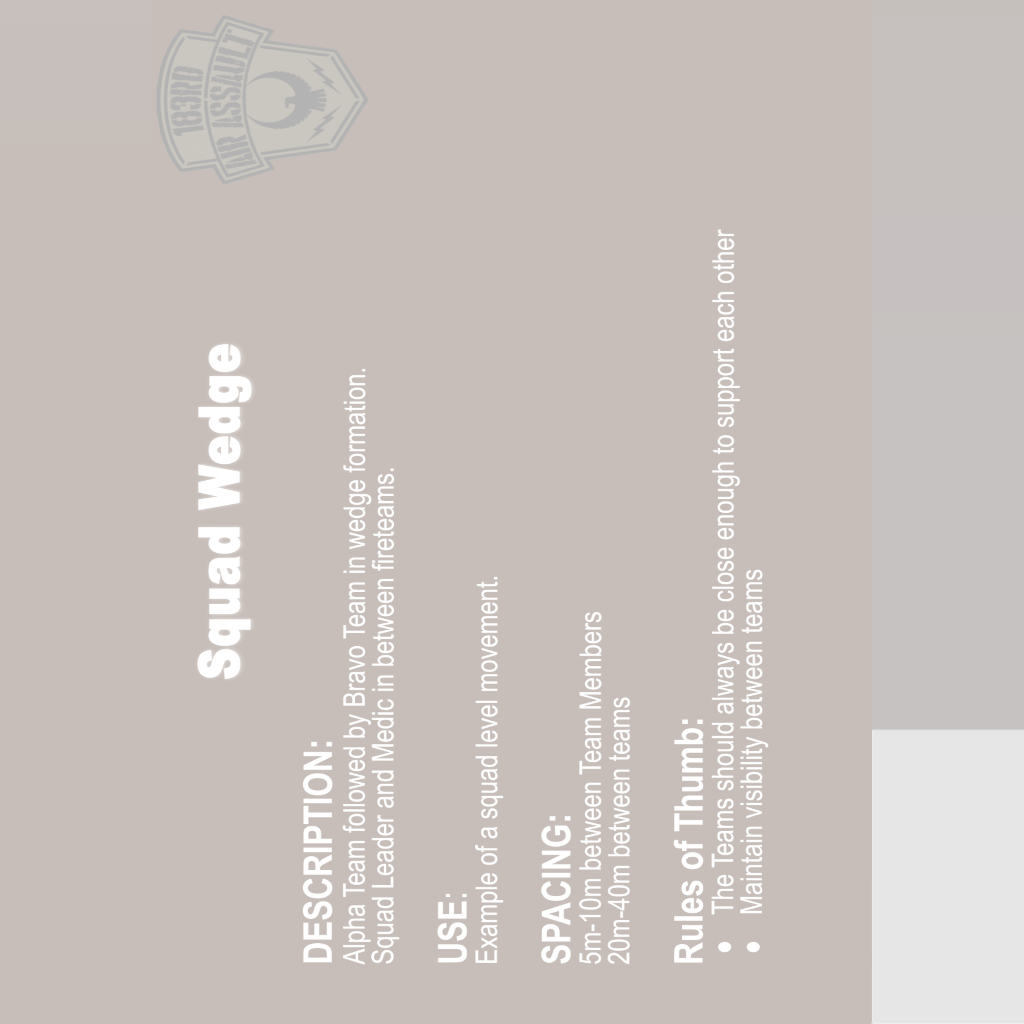 183RD
AIR ASSAULT
Squad Wedge
DESCRIPTION:
Alpha Team followed by Bravo Team in wedge formation.
Squad Leader and Medic in between fireteams.
USE:
Example of a squad level movement.
SPACING:
5m-10m between Team Members
20m-40m between teams
Rules of Thumb:
• The Teams should always be close enough to support each other
• Maintain visibility between teams